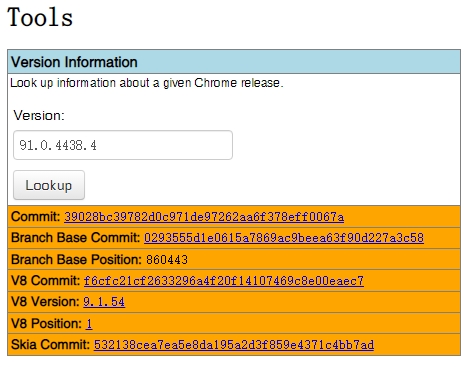 Tools
Version Information
Look up information about a given Chrome release.
Version:
91.0.4438.4
Lookup
Commit: 39028bc39782d0c971de97262aa6f378eff0067a
Branch Base Commit: 0293555d1e0615a7869ac9beea63f90d227a3c58
Branch Base Position: 860443
V8 Commit: f6cfc21cf2633296a4f20f14107469c8e00eaec7
V8 Version: 9.1.54
V8 Position: 1
Skia Commit: 532138cea7ea5e8da195a2d3f859e4371c4bb7ad